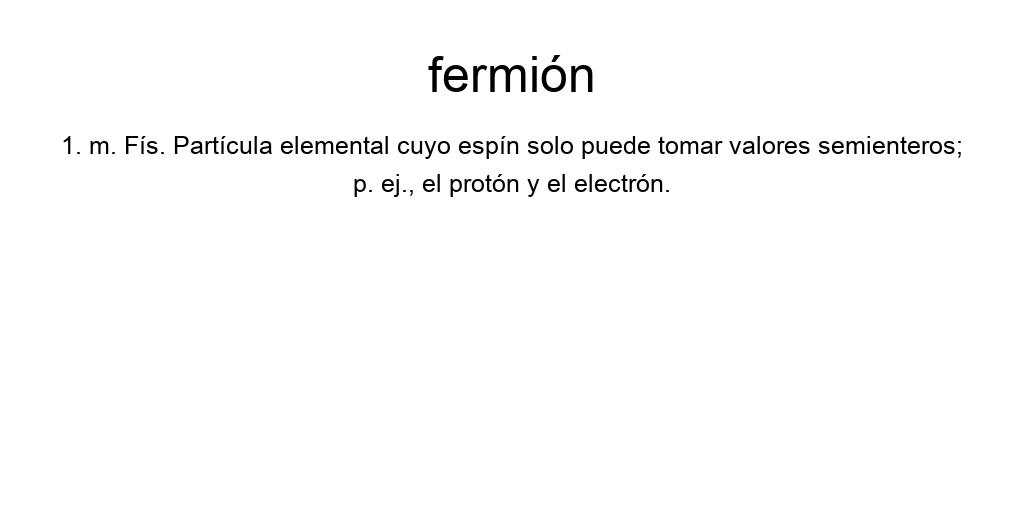 fermión
1. m. Fís. Partícula elemental cuyo espín solo puede tomar valores semienteros;
p. ej., el protón y el electrón.